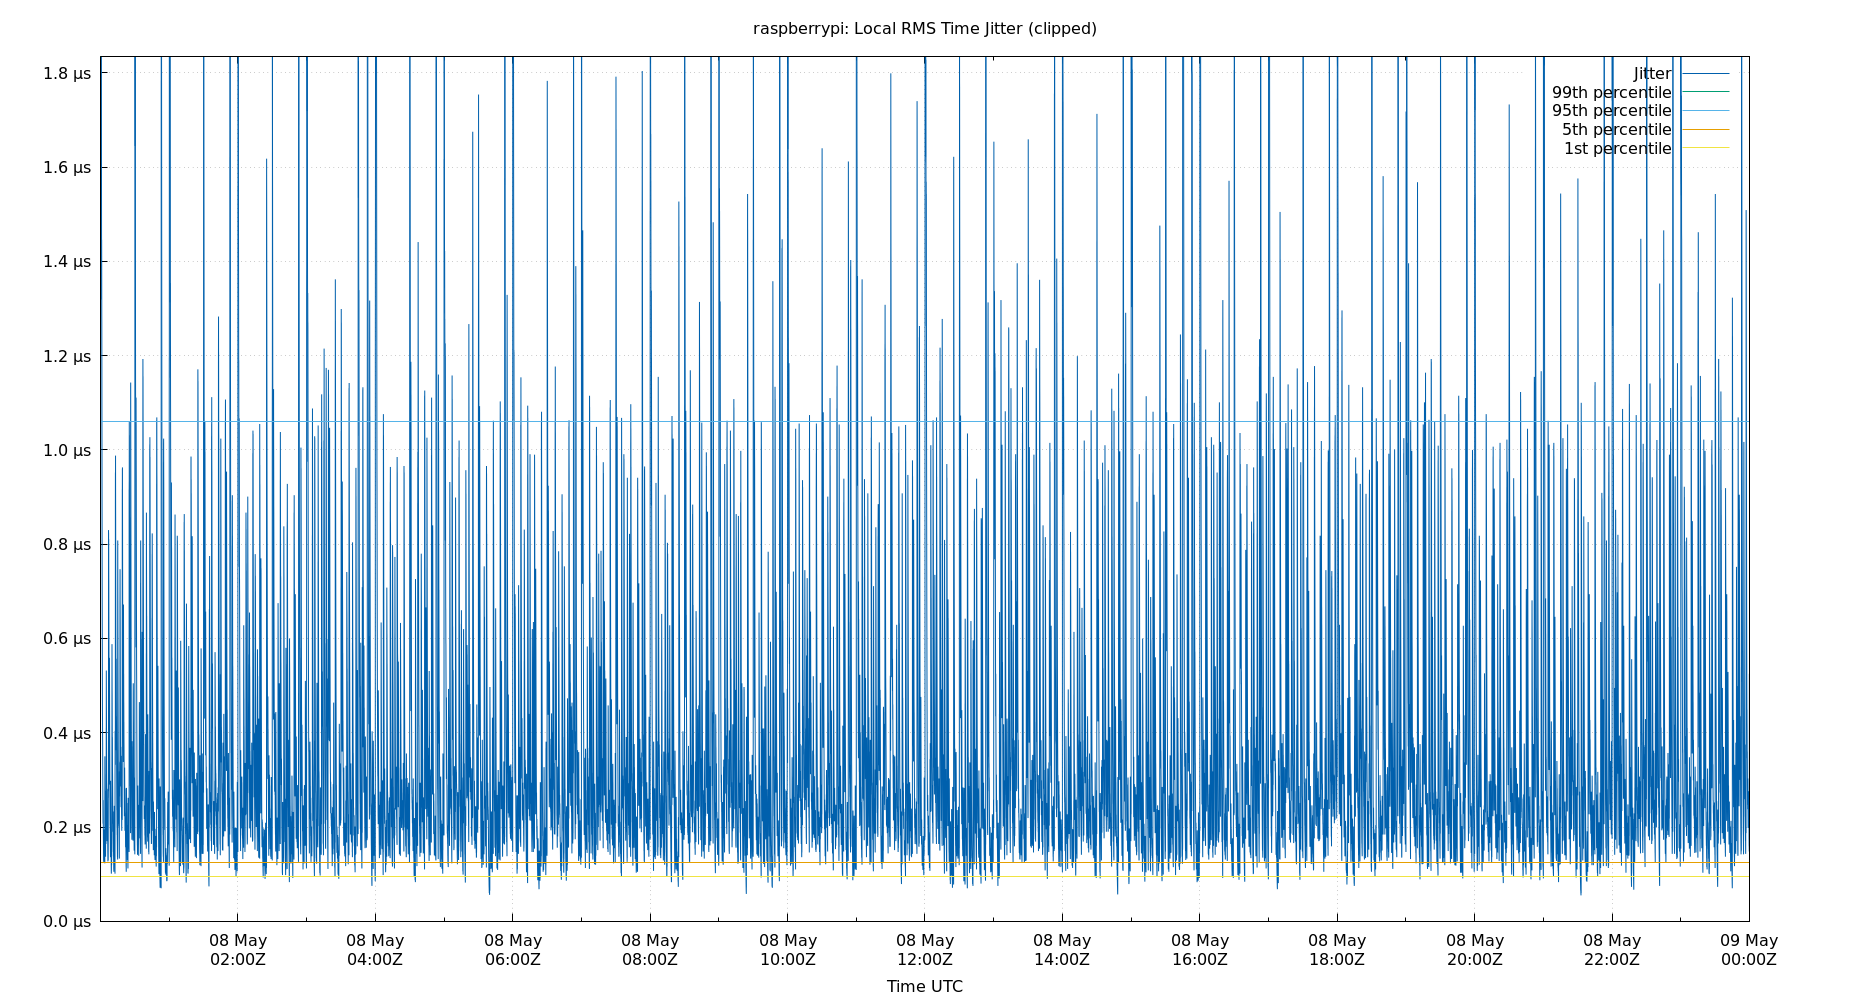 raspberrypi: Local RMS Time Jitter (clipped)
1.8 µs
1.6 µs
1.4 µs
1.2 µs
1.0 µs
0.8 µs
0.6 µs
0.4 µs
0.2 µs
0.0 µs
Jitter
99th percentile
95th percentile
5th percentile
1st percentile
08 May 08 May 08 May 08 May 08 May 08 May 08 May 08 May 08 May 08 May 08 May 09 May
02:00Z 04:00Z 06:00Z 08:00Z 10:00Z 12:00Z 14:00Z 16:00Z 18:00Z 20:00Z 22:00Z 00:00Z
Time UTC